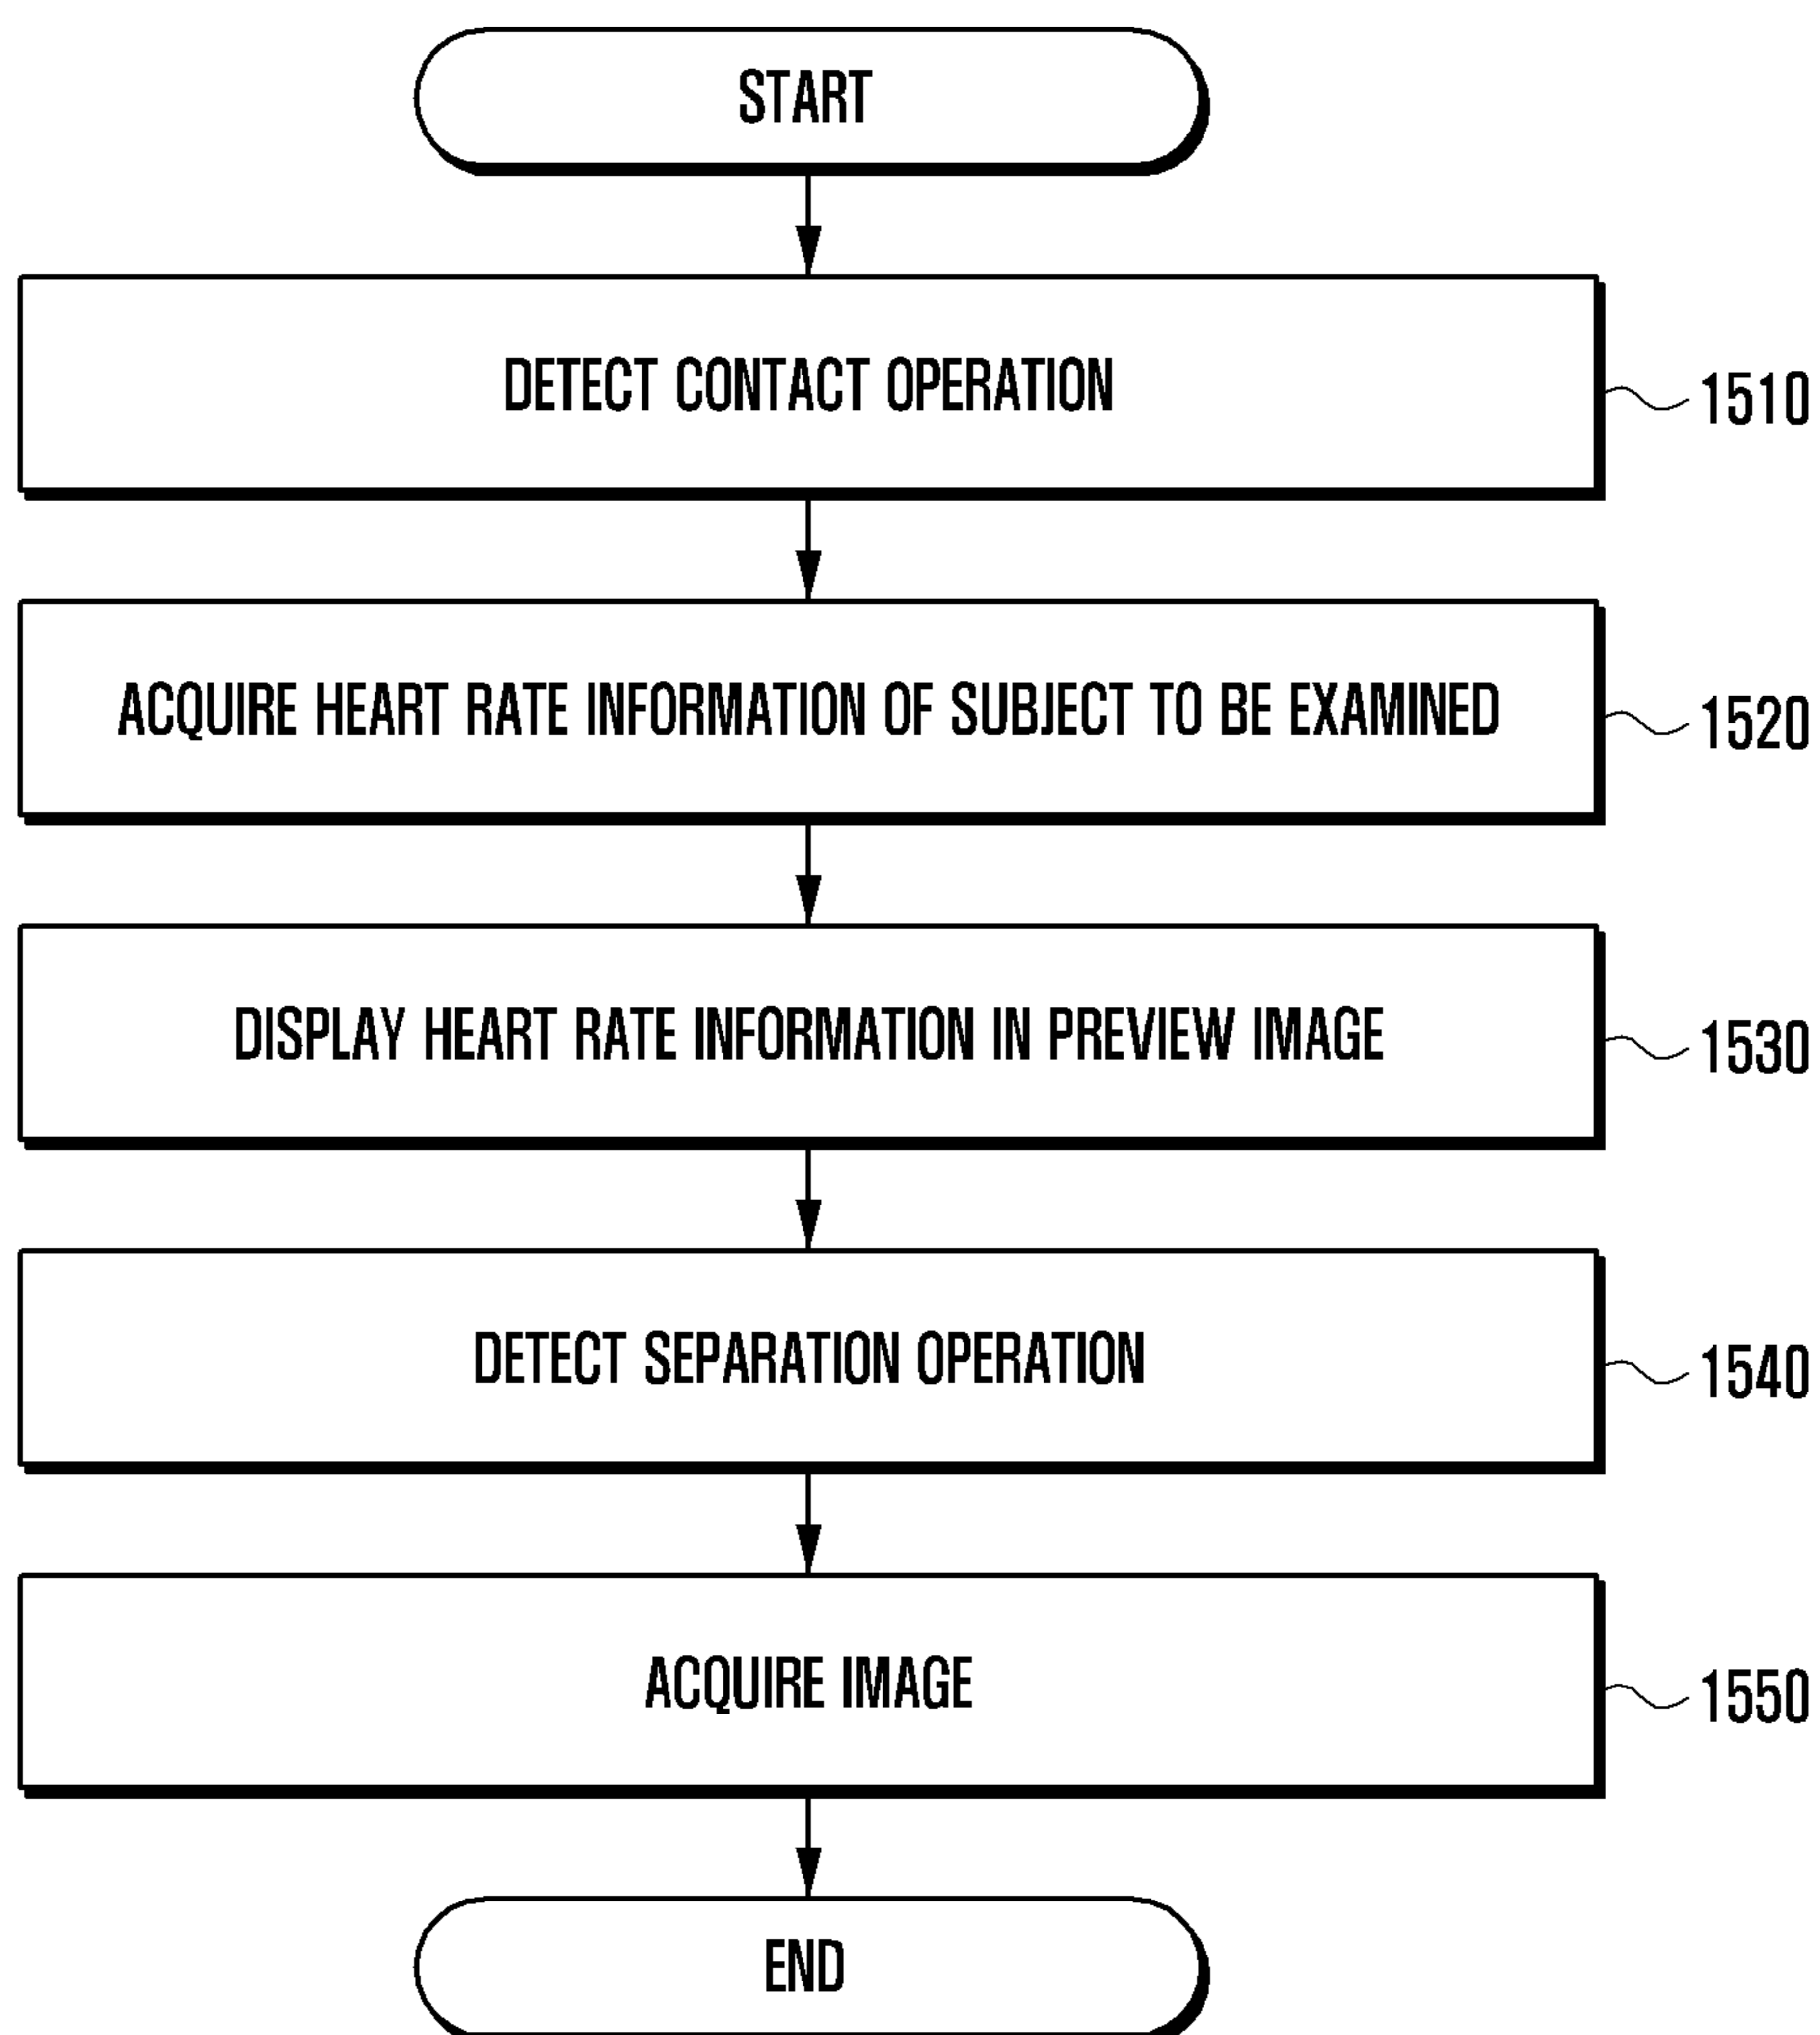 START
DETECT CONTACT OPERATION
1510
ACQUIRE HEART RATE INFORMATION OF SUBJECT TO BE EXAMINED
1520
DISPLAY HEART RATE INFORMATION IN PREVIEW IMAGE
1530
DETECT SEPARATION OPERATION
1540
ACQUIRE IMAGE
1550
END